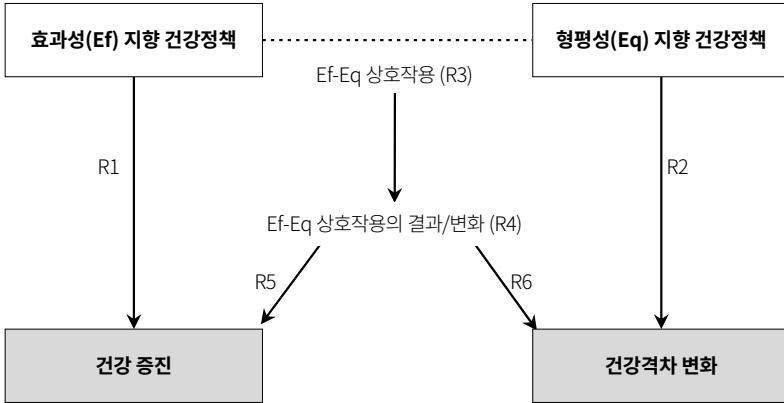 효과성(Ef) 지향 건강정책
형평성(Eq) 지향 건강정책
Ef-Eq 상호작용 (R3)
R1
R2
Ef-Eq 상호작용의 결과/변화 (R4)
R5
R6
건강 증진
건강격차 변화